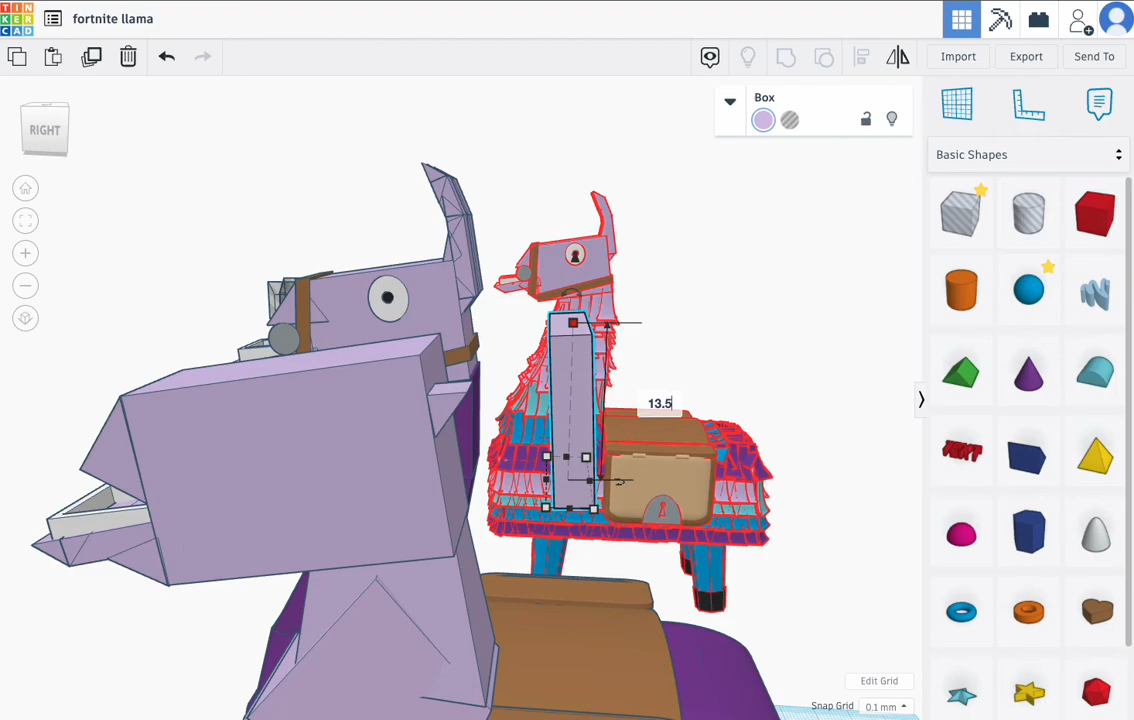 TIN
KER
CAD
fortnite llama
Import
Export
Send To
RIGHT
Box
Basic Shapes
13.5
TEXT
Edit Grid
Snap Grid
0.1 mm